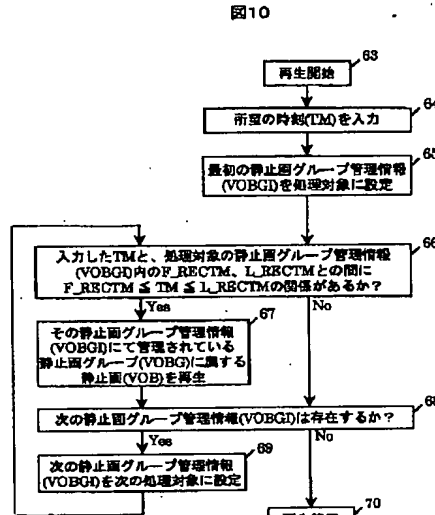 図10
63
再生開始
64
所望の時刻(TM)を入力
65
最初の静止画グループ管理情報
(VOBGI)を処理対象に設定
66
入力したTMと、処理対象の静止画グループ管理情報
(VOBGI)内のF_RECTM、L_RECTMとの間に
F_RECTM ≦ TM ≦ L_RECTMの関係があるか?
Yes
No
67
その静止画グループ管理情報
(VOBGI)にて管理されている
静止画グループ(VOBG)に属する
静止画(VOB)を再生
68
次の静止画グループ管理情報(VOBGI)は存在するか?
Yes
No
69
次の静止画グループ管理情報
(VOBGI)を次の処理対象に設定
70